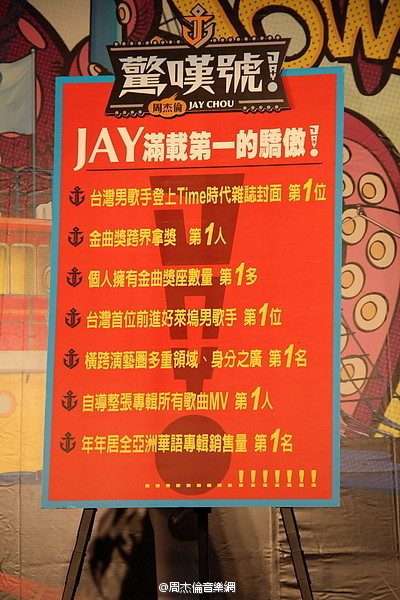 OW
驚嘆號!
周杰倫 JAY CHOU
JAY滿載第一的驕傲!
台灣男歌手登上Time時代雜誌封面 第1位
金曲獎跨界拿獎 第1人
個人擁有金曲獎座數量 第1多
台灣首位前進好萊塢男歌手 第1位
橫跨演藝圈多重領域、身分之廣 第1名
自導整張專輯所有歌曲MV 第1人
年年居全亞洲華語專輯銷售量 第1名
..............!!!!!!!
@周杰倫音樂網